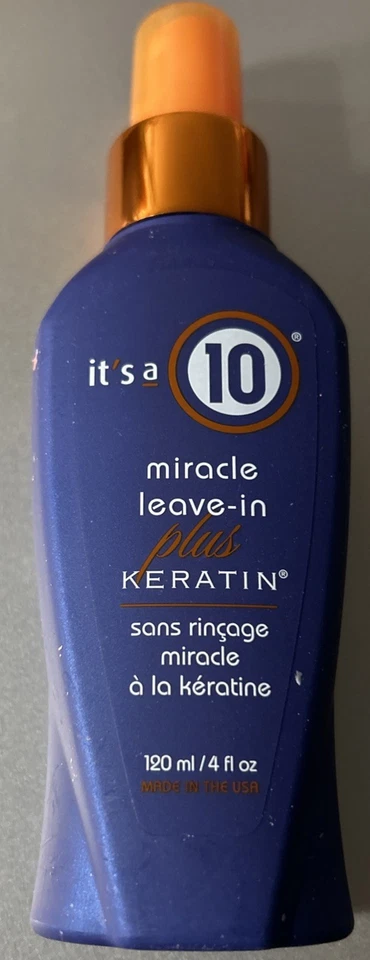 it's a 10®
miracle
leave-in
plus
KERATIN®
sans rinçage
miracle
à la kératine
120 ml / 4 fl oz
MADE IN THE USA